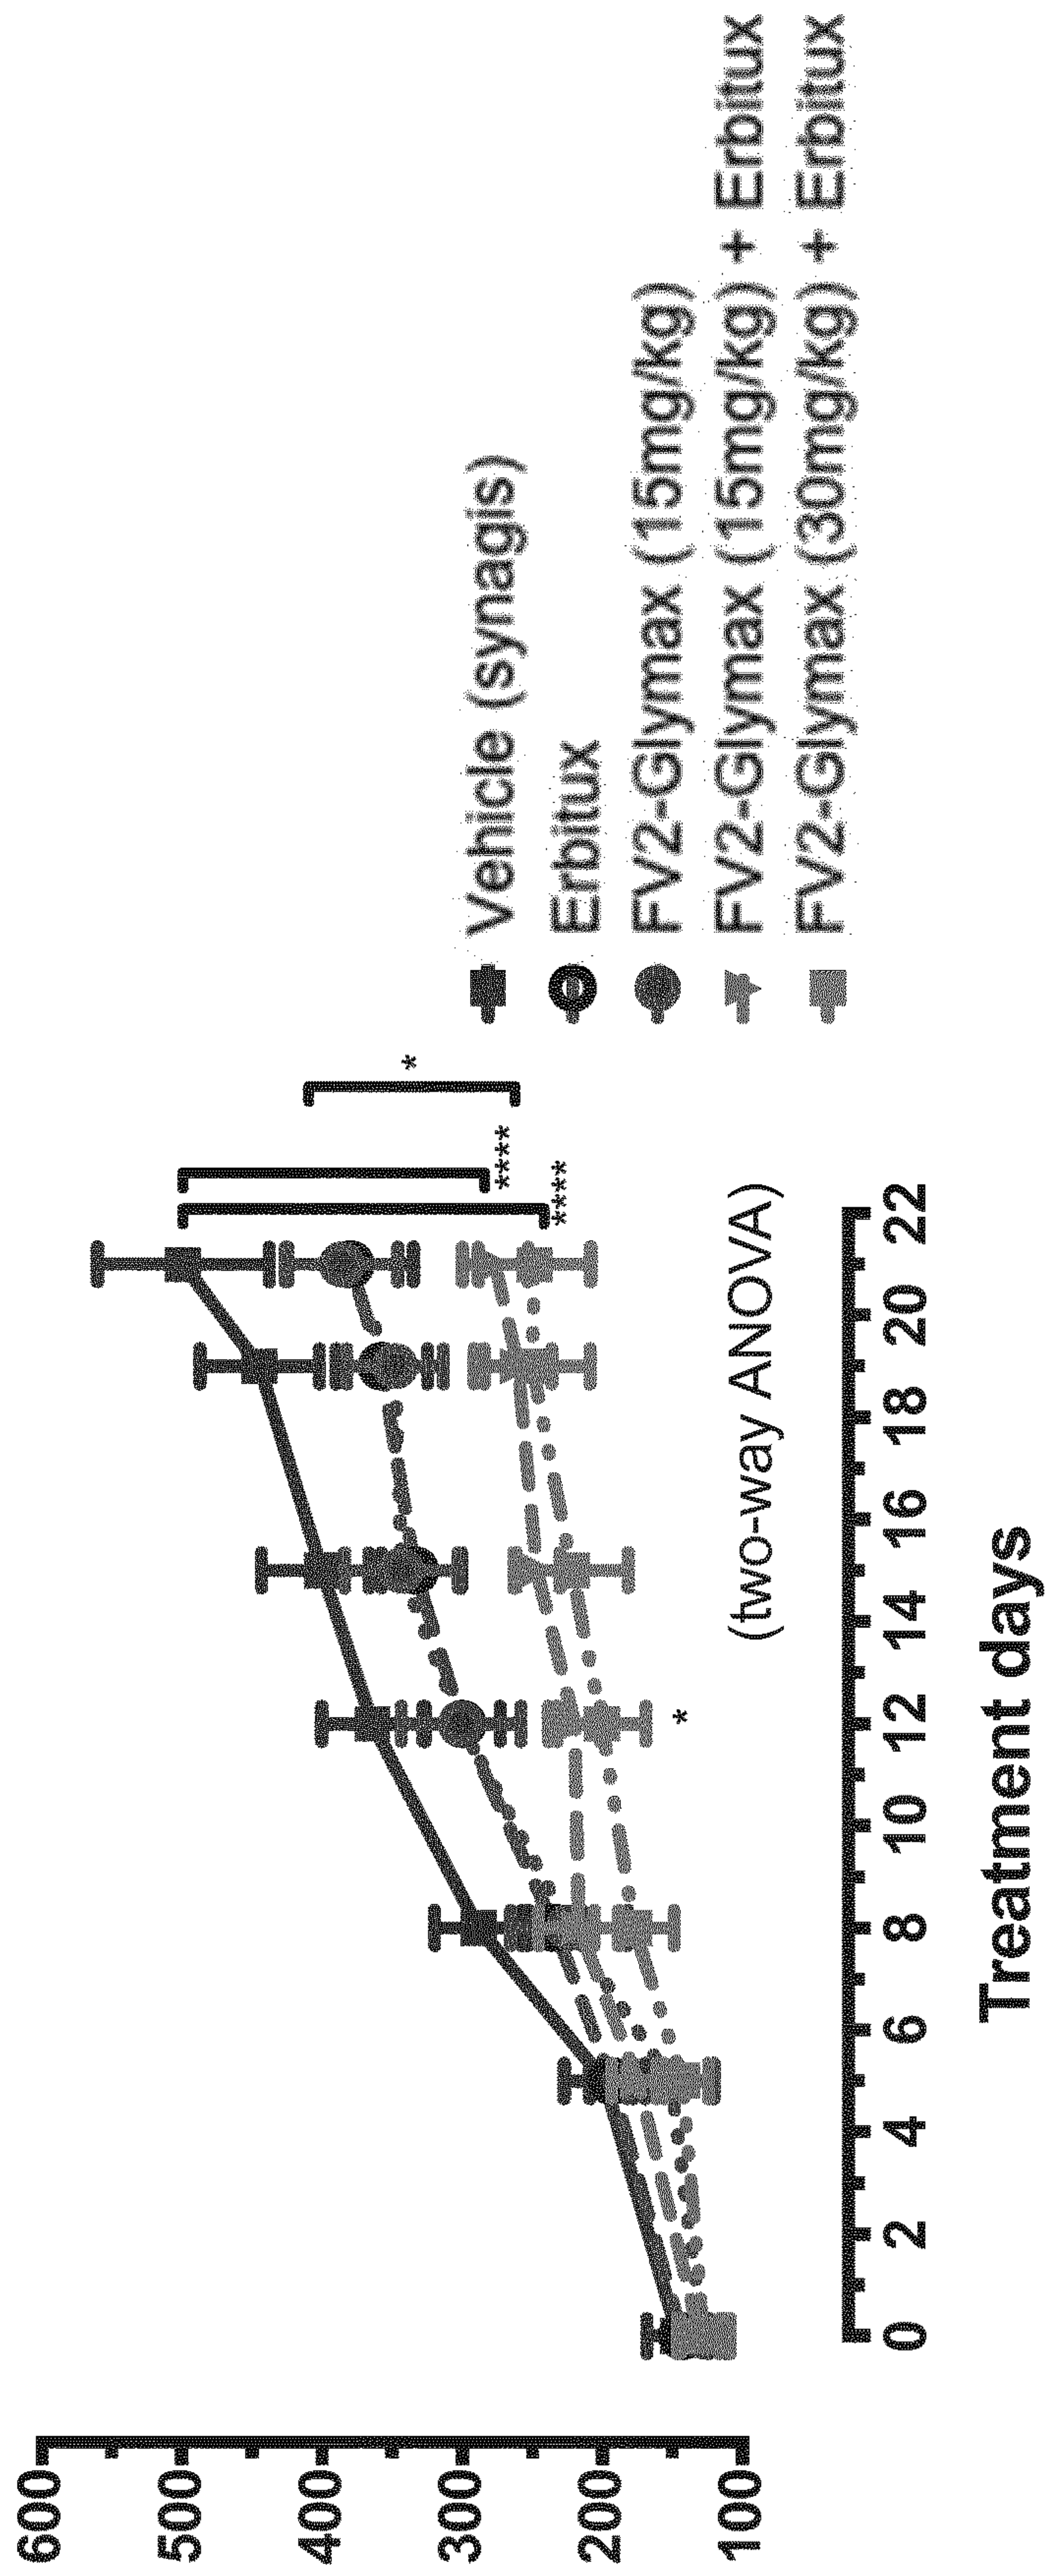 600
500
400
300
200
100
*
****
****
*
(two-way ANOVA)
0 2 4 6 8 10 12 14 16 18 20 22
Treatment days
Vehicle (synagis)
Erbitux
FV2-Glymax (15mg/kg)
FV2-Glymax (15mg/kg) + Erbitux
FV2-Glymax (30mg/kg) + Erbitux